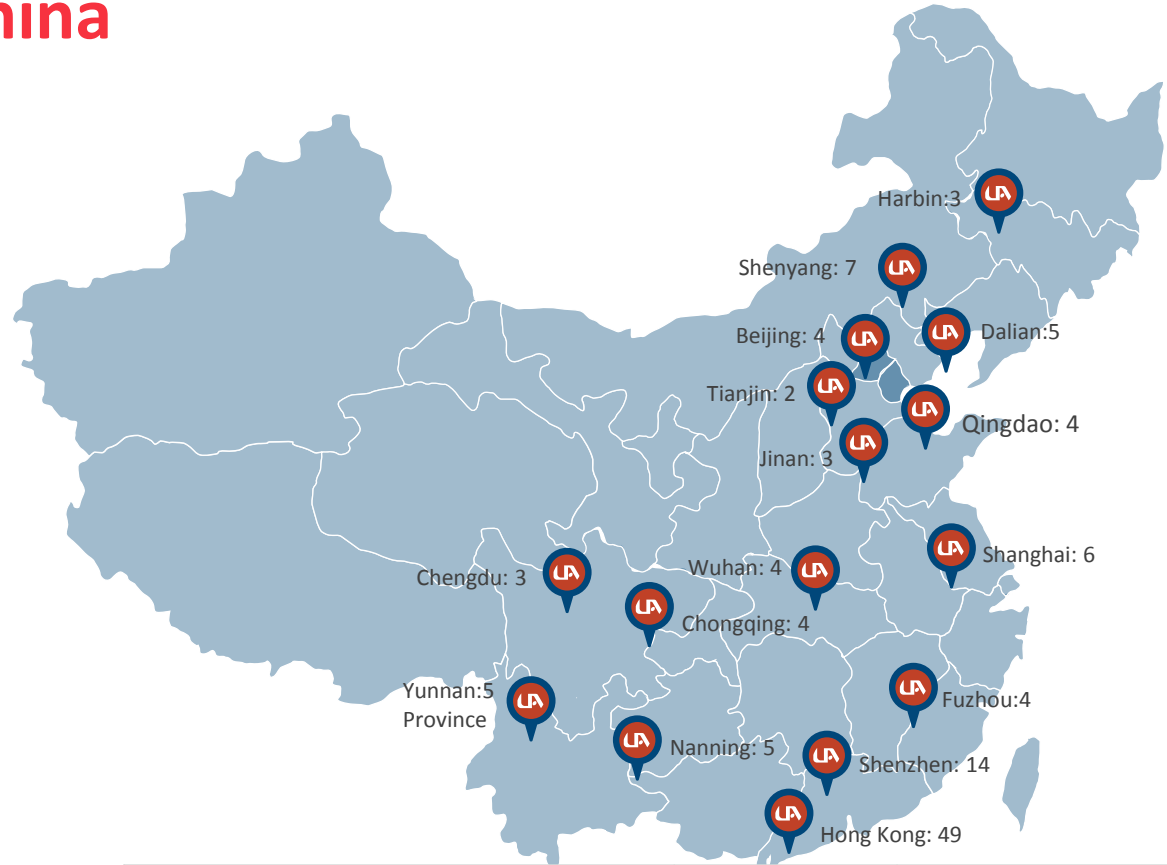 hina
Harbin:3
Shenyang: 7
Beijing: 4
Dalian:5
Tianjin: 2
Qingdao: 4
Jinan: 3
Shanghai: 6
Wuhan: 4
Chengdu: 3
Chongqing: 4
Yunnan:5
Province
Fuzhou:4
Nanning: 5
Shenzhen: 14
Hong Kong: 49